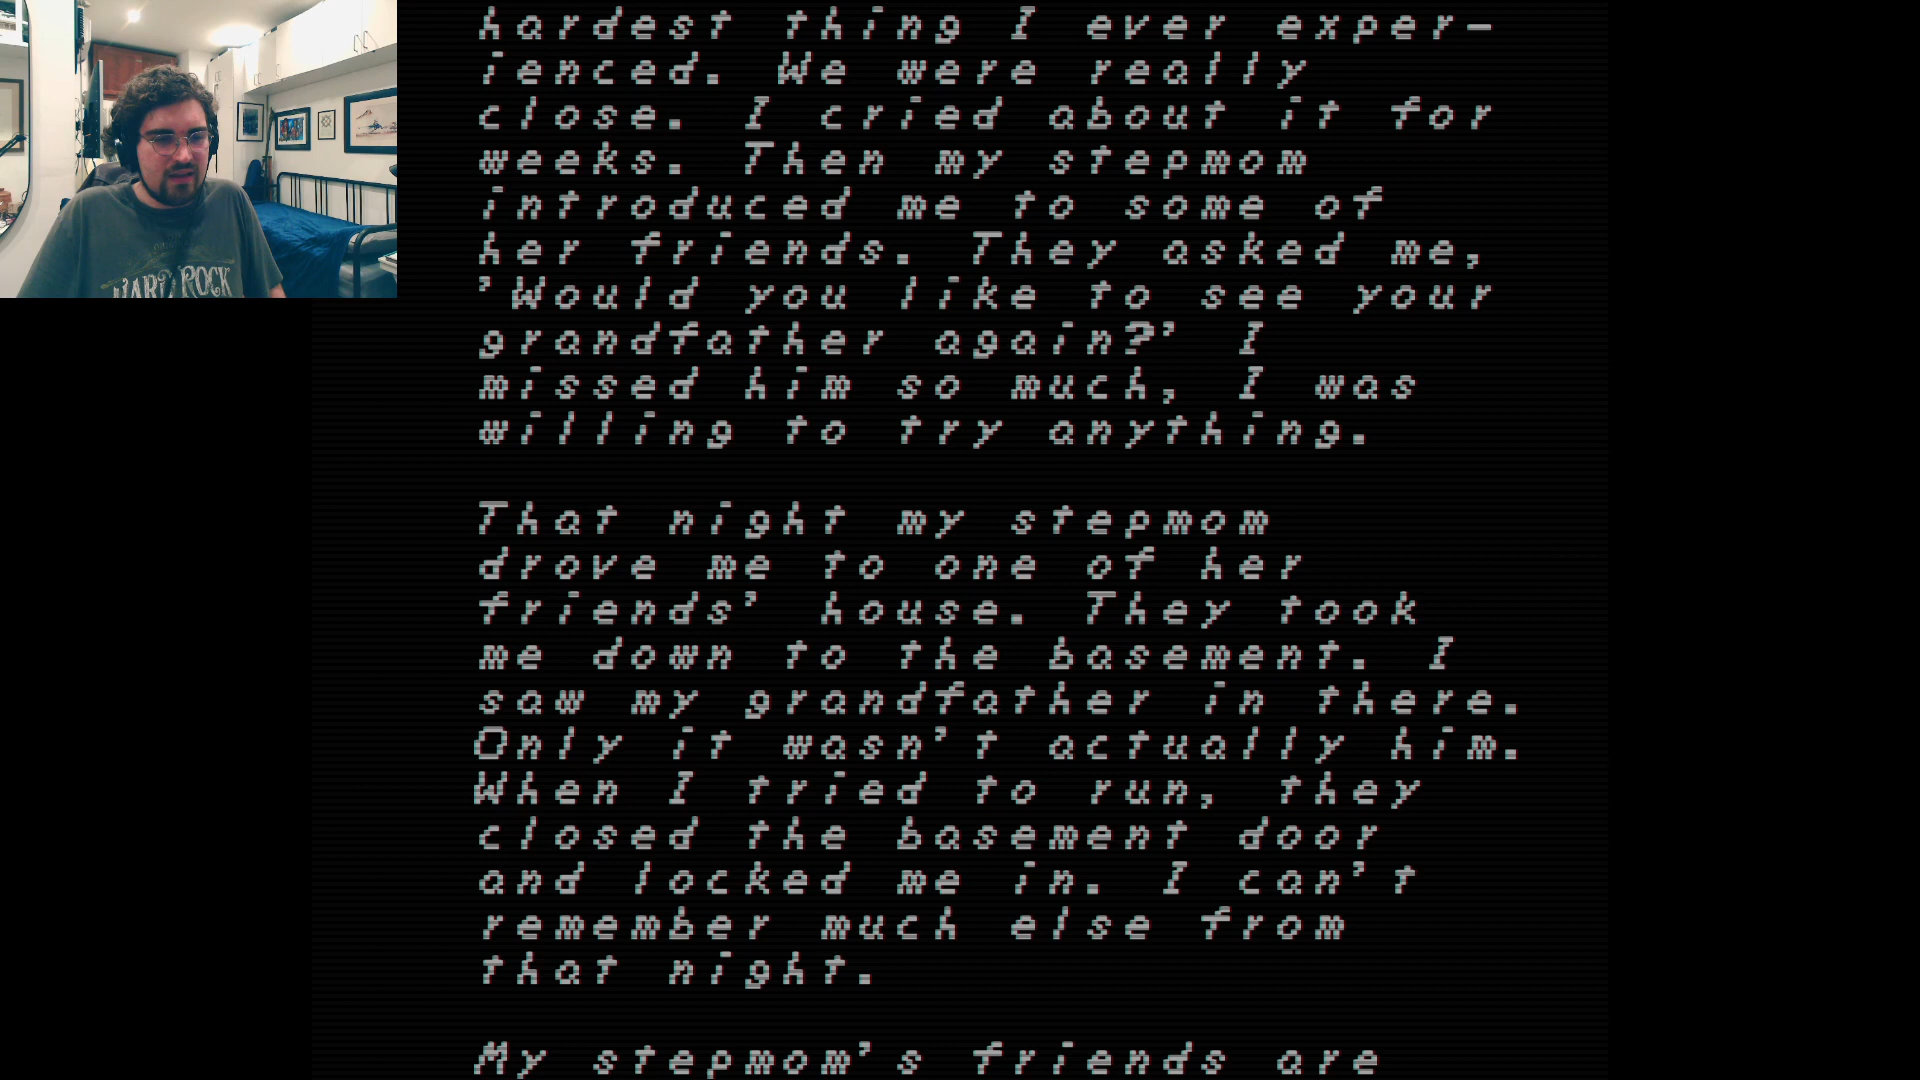 hardest thing I ever exper-
ienced. We were really
close. I cried about it for
weeks. Then my stepmom
introduced me to some of
her friends. They asked me,
'Would you like to see your
grandfather again?' I
missed him so much, I was
willing to try anything.
That night my stepmom
drove me to one of her
friends' house. They took
me down to the basement. I
saw my grandfather in there.
Only it wasn't actually him.
When I tried to run, they
closed the basement door
and locked me in. I can't
remember much else from
that night.
My stepmom's friends are
HARD ROCK